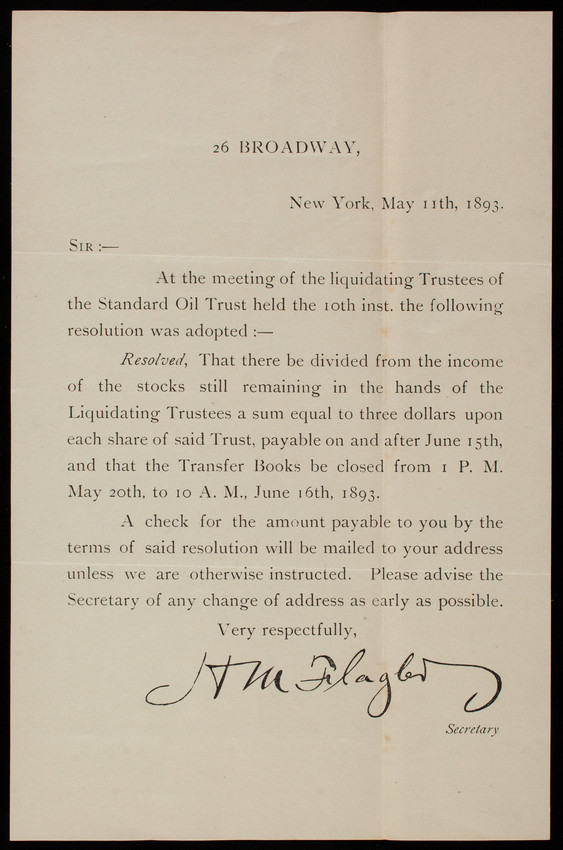 26 BROADWAY,
New York, May 11th, 1893.
SIR :—
At the meeting of the liquidating Trustees of
the Standard Oil Trust held the 10th inst. the following
resolution was adopted :—
Resolved, That there be divided from the income
of the stocks still remaining in the hands of the
Liquidating Trustees a sum equal to three dollars upon
each share of said Trust, payable on and after June 15th,
and that the Transfer Books be closed from 1 P. M.
May 20th, to 10 A. M., June 16th, 1893.
A check for the amount payable to you by the
terms of said resolution will be mailed to your address
unless we are otherwise instructed. Please advise the
Secretary of any change of address as early as possible.
Very respectfully,
H M Flagler
Secretary